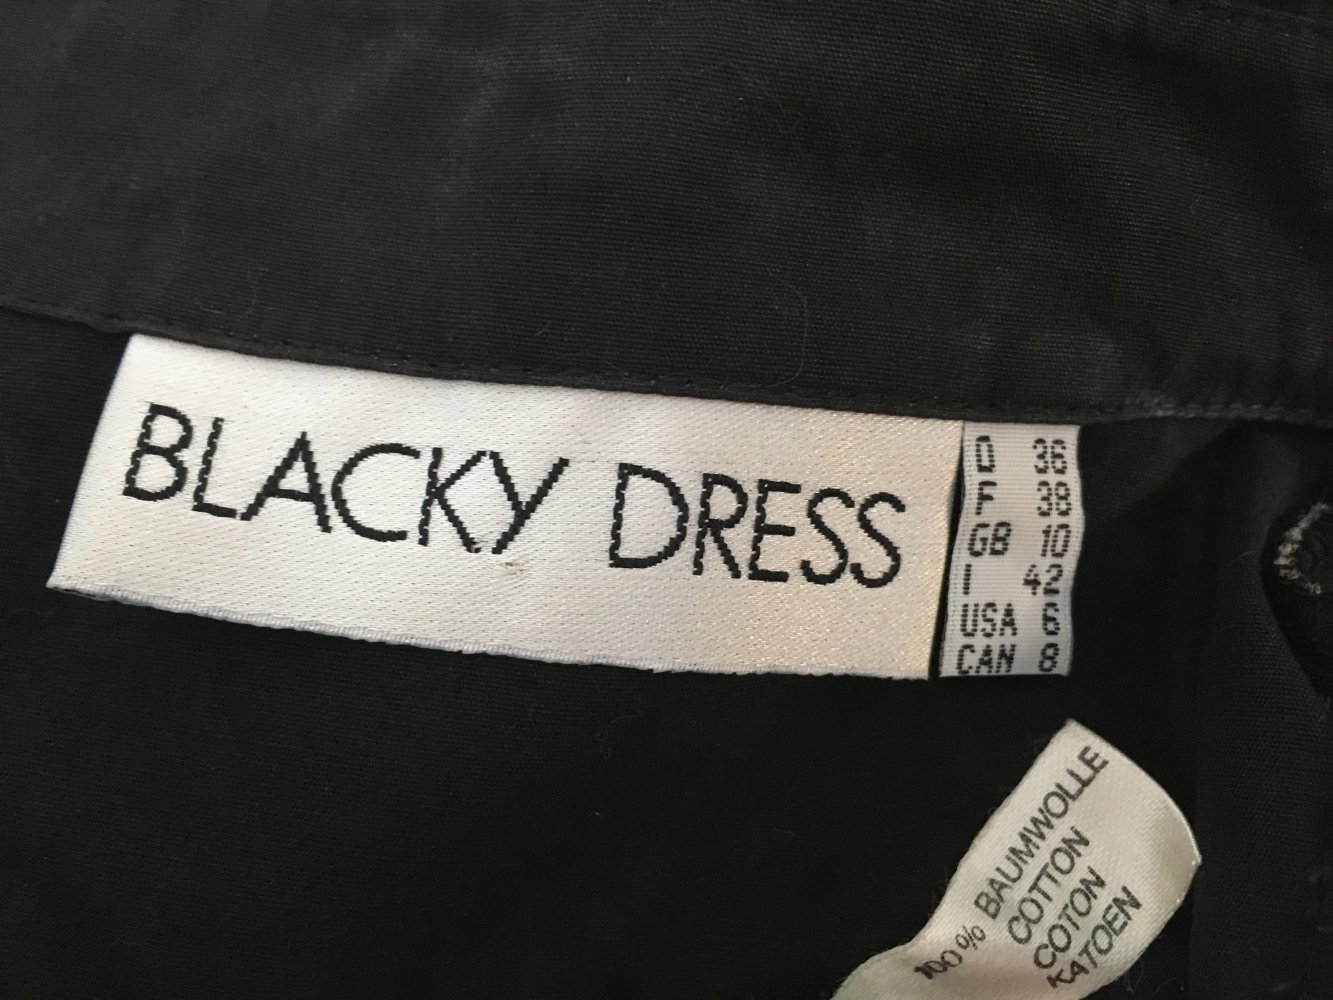 BLACKY DRESS
D 36
F 38
GB 10
I 42
USA 6
CAN 8
100% BAUMWOLLE
COTTON
COTON
KATOEN